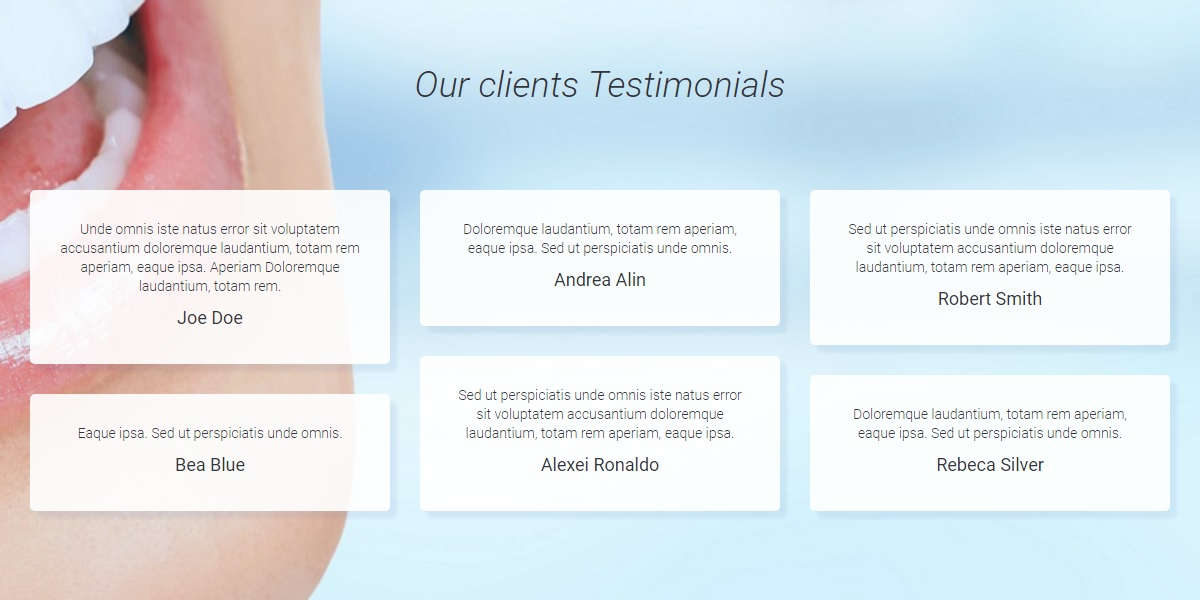 Our clients Testimonials
Unde omnis iste natus error sit voluptatem
accusantium doloremque laudantium, totam rem
aperiam, eaque ipsa. Aperiam Doloremque
laudantium, totam rem.
Joe Doe
Eaque ipsa. Sed ut perspiciatis unde omnis.
Bea Blue
Doloremque laudantium, totam rem aperiam,
eaque ipsa. Sed ut perspiciatis unde omnis.
Andrea Alin
Sed ut perspiciatis unde omnis iste natus error
sit voluptatem accusantium doloremque
laudantium, totam rem aperiam, eaque ipsa.
Alexei Ronaldo
Sed ut perspiciatis unde omnis iste natus error
sit voluptatem accusantium doloremque
laudantium, totam rem aperiam, eaque ipsa.
Robert Smith
Doloremque laudantium, totam rem aperiam,
eaque ipsa. Sed ut perspiciatis unde omnis.
Rebeca Silver